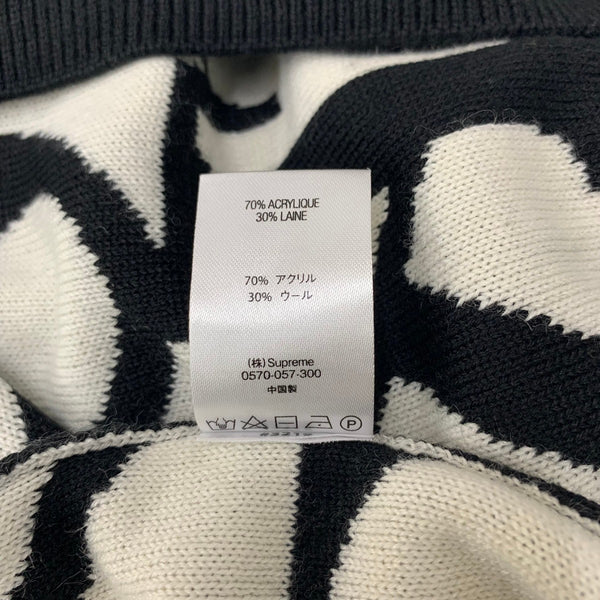 70% ACRYLIQUE
30% LAINE
70% アクリル
30% ウール
(株)Supreme
0570-057-300
中国製
P